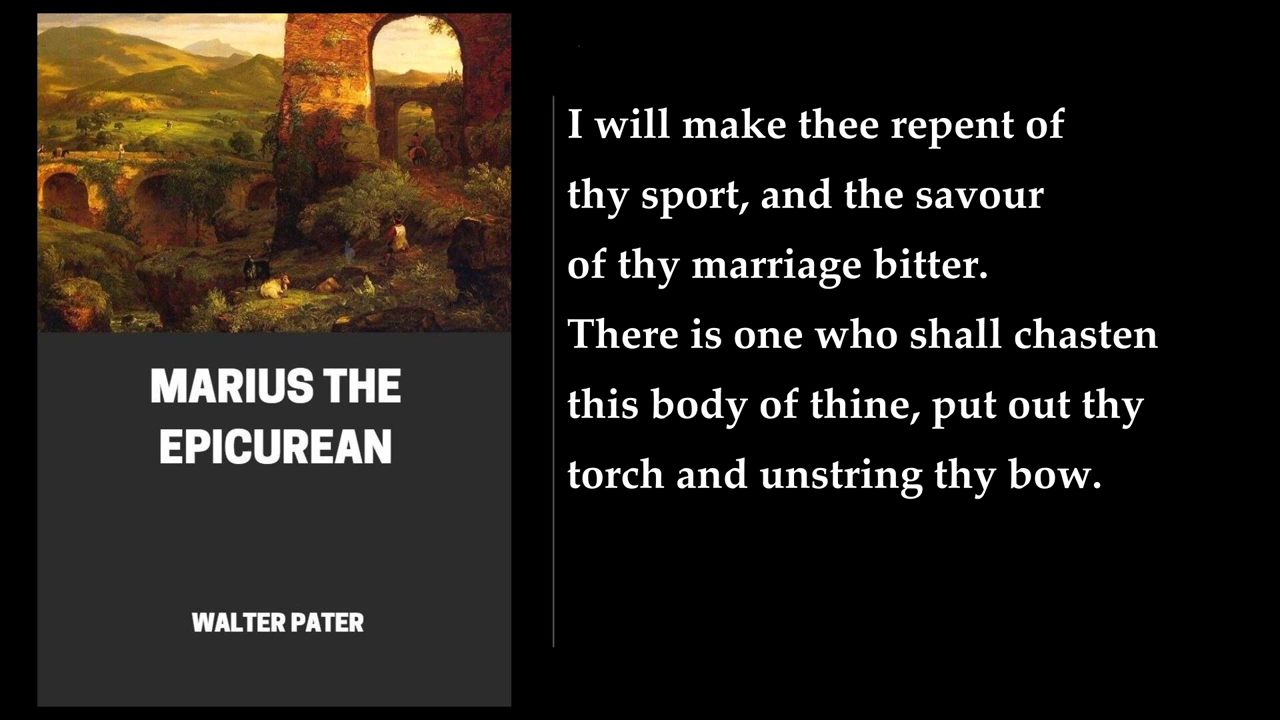 MARIUS THE
EPICUREAN
WALTER PATER
I will make thee repent of
thy sport, and the savour
of thy marriage bitter.
There is one who shall chasten
this body of thine, put out thy
torch and unstring thy bow.